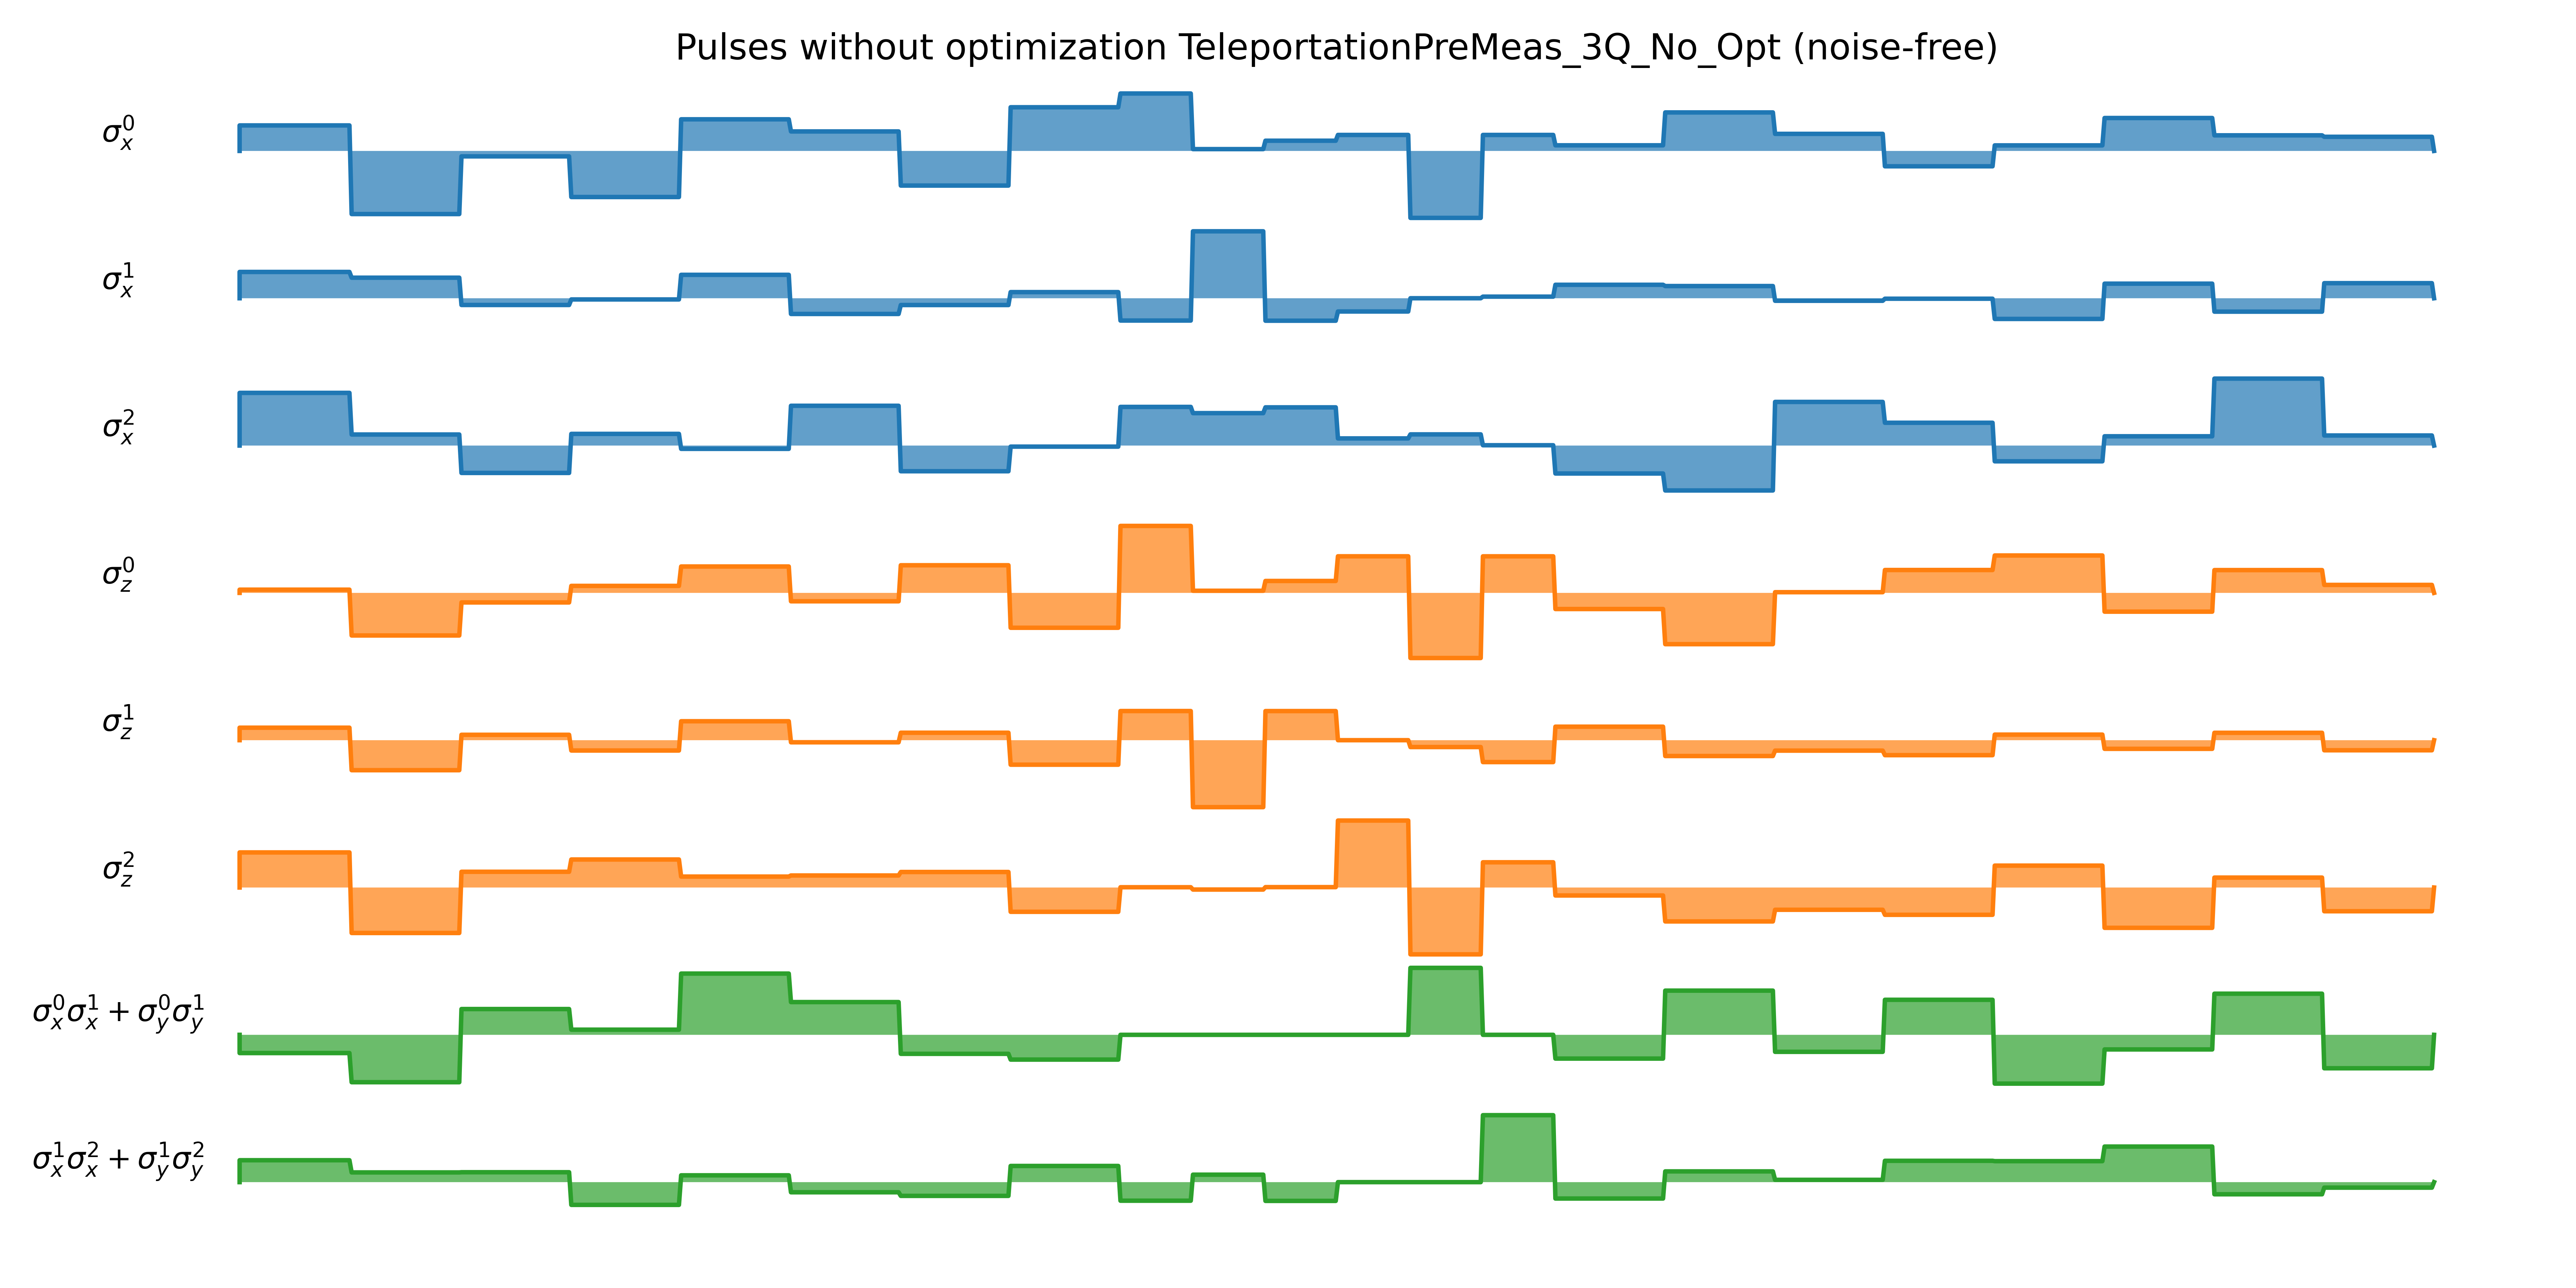 Pulses without optimization TeleportationPreMeas_3Q_No_Opt (noise-free)
σ_x^0
σ_x^1
σ_x^2
σ_z^0
σ_z^1
σ_z^2
σ_x^0σ_x^1 + σ_y^0σ_y^1
σ_x^1σ_x^2 + σ_y^1σ_y^2